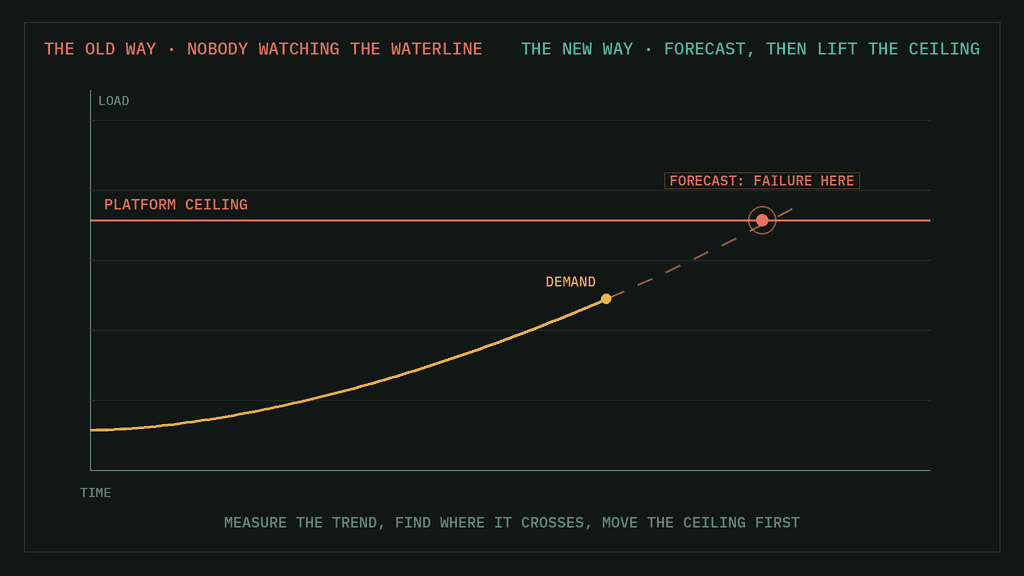 THE OLD WAY · NOBODY WATCHING THE WATERLINE
THE NEW WAY · FORECAST, THEN LIFT THE CEILING
LOAD
FORECAST: FAILURE HERE
PLATFORM CEILING
DEMAND
TIME
MEASURE THE TREND, FIND WHERE IT CROSSES, MOVE THE CEILING FIRST